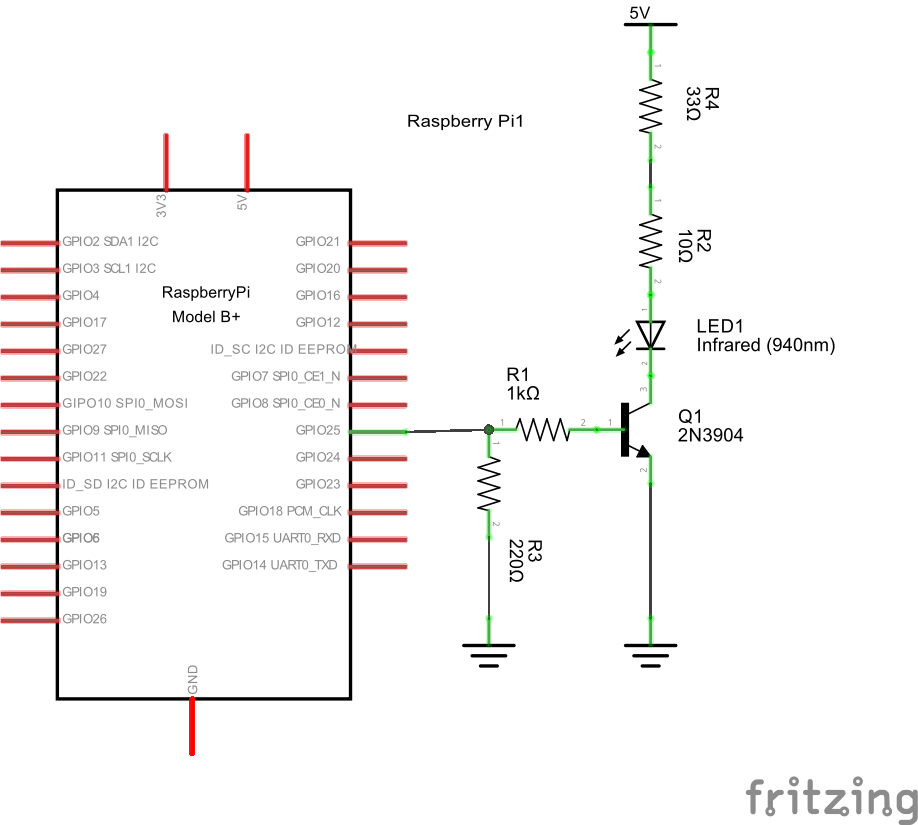 5V
R4
33Ω
1
2
Raspberry Pi1
3V3
5V
1
R2
10Ω
2
GPIO2 SDA1 I2C
GPIO21
GPIO3 SCL1 I2C
GPIO20
GPIO4
RaspberryPi
GPIO16
Model B+
GPIO17
GPIO12
1
LED1
Infrared (940nm)
2
GPIO27
ID_SC I2C ID EEPROM
GPIO22
GPIO7 SPI0_CE1_N
R1
1kΩ
3
GIPO10 SPI0_MOSI
GPIO8 SPI0_CE0_N
Q1
2N3904
GPIO9 SPI0_MISO
GPIO25
1
2
1
1
GPIO11 SPI0_SCLK
GPIO24
2
ID_SD I2C ID EEPROM
GPIO23
GPIO5
GPIO18 PCM_CLK
2
GPIO6
GPIO15 UART0_RXD
R3
220Ω
GPIO13
GPIO14 UART0_TXD
GPIO19
GPIO26
GND
fritzing